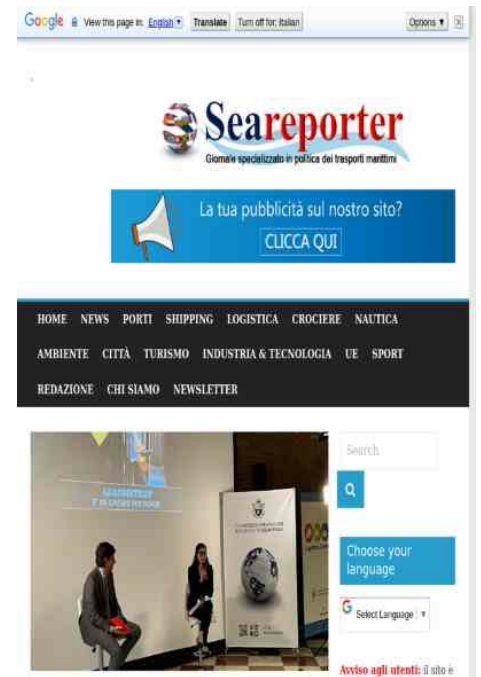 Google View this page in: English Translate Turn off for: Italian Options
Seareporter
Giornale specializzato in politica dei trasporti marittimi
La tua pubblicità sul nostro sito?
CLICCA QUI
HOME NEWS PORTI SHIPPING LOGISTICA CROCIERE NAUTICA
AMBIENTE CITTÀ TURISMO INDUSTRIA & TECNOLOGIA UE SPORT
REDAZIONE CHI SIAMO NEWSLETTER
Search
Choose your
language
G Select Language
Avviso agli utenti: il sito è